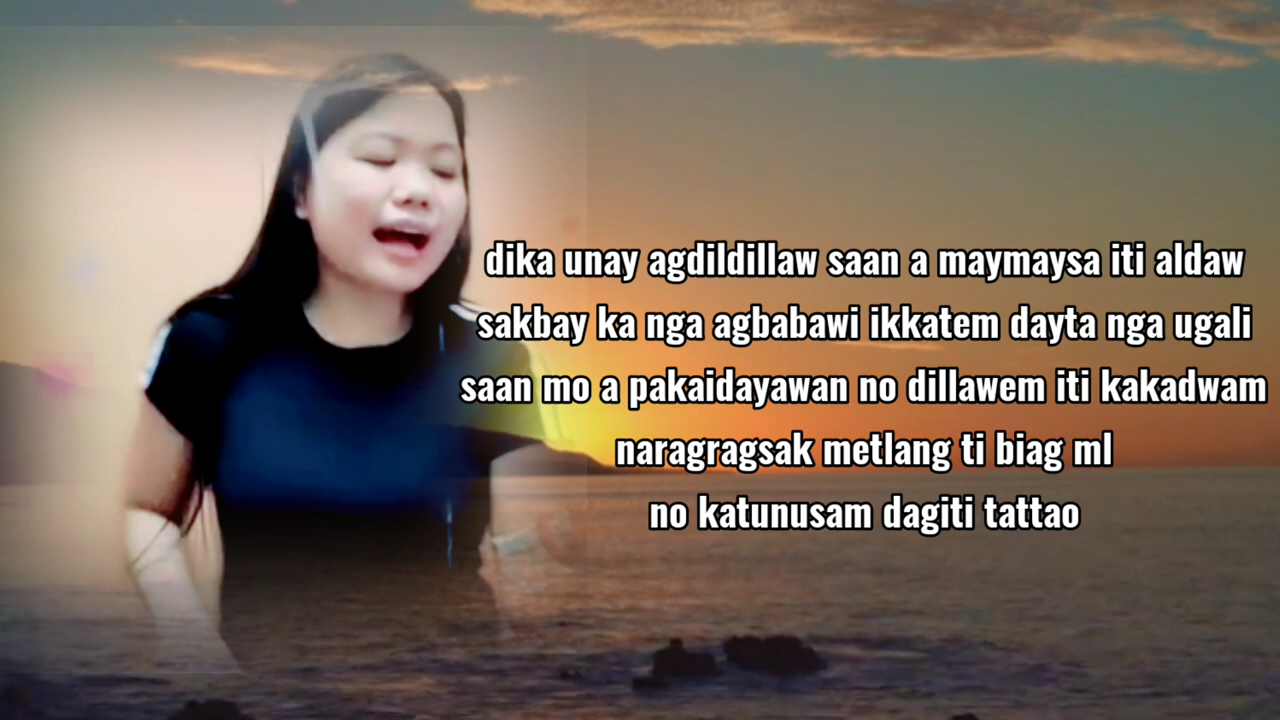 dika unay agdildillaw saan a maymaysa iti aldaw
sakbay ka nga agbabawi ikkatem dayta nga ugali
saan mo a pakaidayawan no dillawem iti kakadwam
naragragsak metlang ti biag ml
no katunusam dagiti tattao